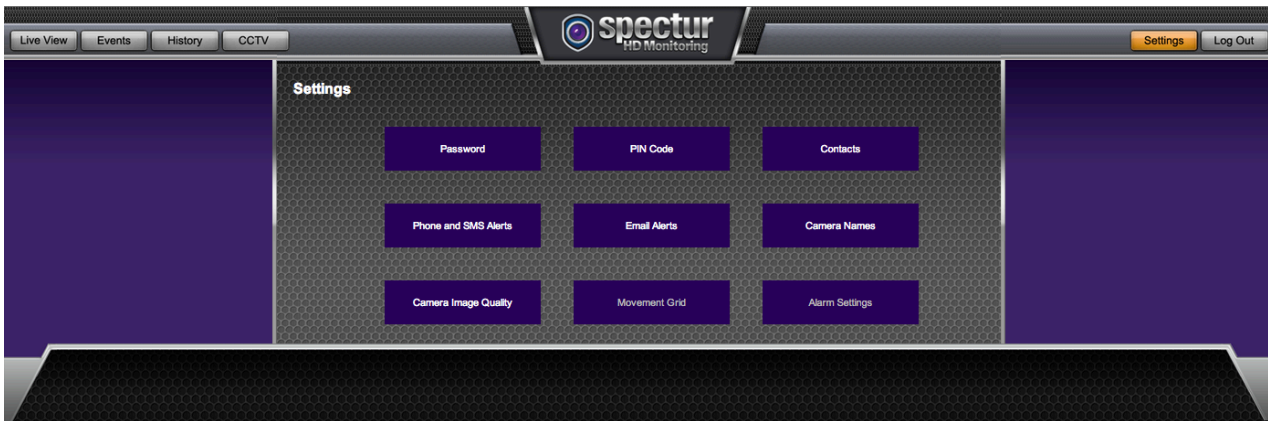 Live View Events History CCTV
spectur
HD Monitoring
Settings Log Out
Settings
Password PIN Code Contacts
Phone and SMS Alerts Email Alerts Camera Names
Camera Image Quality Movement Grid Alarm Settings